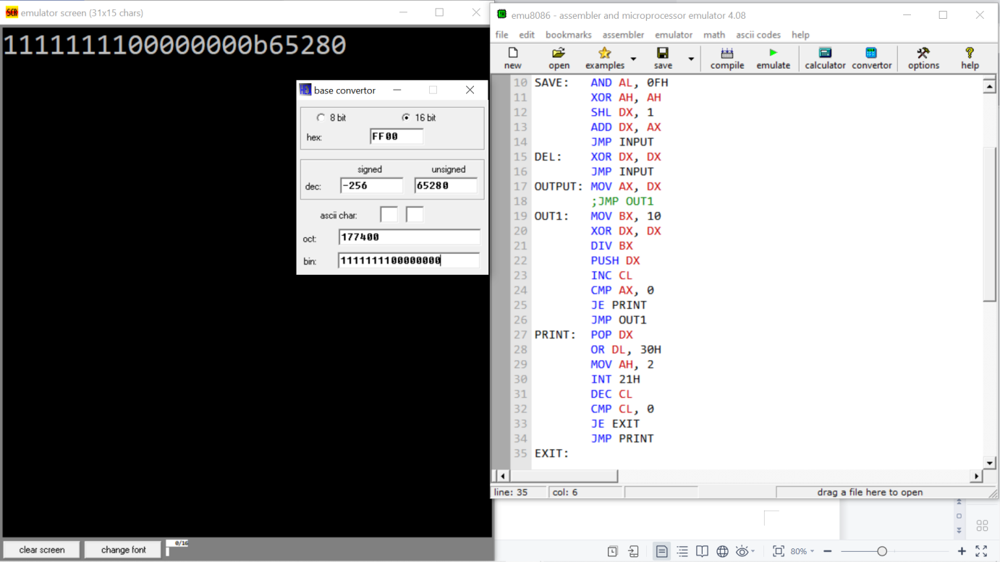 emulator screen (31x15 chars)
1111111100000000b65280
base convertor
8 bit 16 bit
hex: FF00
signed unsigned
dec: -256 65280
ascii char:
oct: 177400
bin: 1111111100000000
clear screen change font 0/16
emu8086 - assembler and microprocessor emulator 4.08
file edit bookmarks assembler emulator math ascii codes help
new open examples save compile emulate calculator convertor options help
10 SAVE: AND AL, 0FH
11 XOR AH, AH
12 SHL DX, 1
13 ADD DX, AX
14 JMP INPUT
15 DEL: XOR DX, DX
16 JMP INPUT
17 OUTPUT: MOV AX, DX
18 ;JMP OUT1
19 OUT1: MOV BX, 10
20 XOR DX, DX
21 DIV BX
22 PUSH DX
23 INC CL
24 CMP AX, 0
25 JE PRINT
26 JMP OUT1
27 PRINT: POP DX
28 OR DL, 30H
29 MOV AH, 2
30 INT 21H
31 DEC CL
32 CMP CL, 0
33 JE EXIT
34 JMP PRINT
35 EXIT:
line: 35 col: 6 drag a file here to open
80%